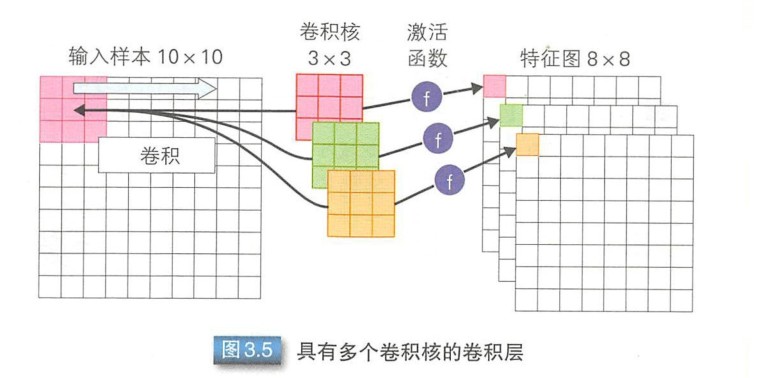 输入样本 10×10
卷积核
3×3
激活
函数
特征图 8×8
f
f
f
卷积
图3.5 具有多个卷积核的卷积层